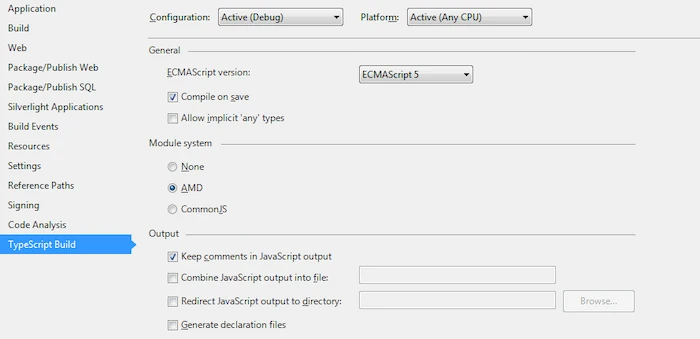 Application
Build
Web
Package/Publish Web
Package/Publish SQL
Silverlight Applications
Build Events
Resources
Settings
Reference Paths
Signing
Code Analysis
TypeScript Build
Configuration: Active (Debug) Platform: Active (Any CPU)
General
ECMAScript version: ECMAScript 5
Compile on save
Allow implicit 'any' types
Module system
None
AMD
CommonJS
Output
Keep comments in JavaScript output
Combine JavaScript output into file:
Redirect JavaScript output to directory: Browse...
Generate declaration files